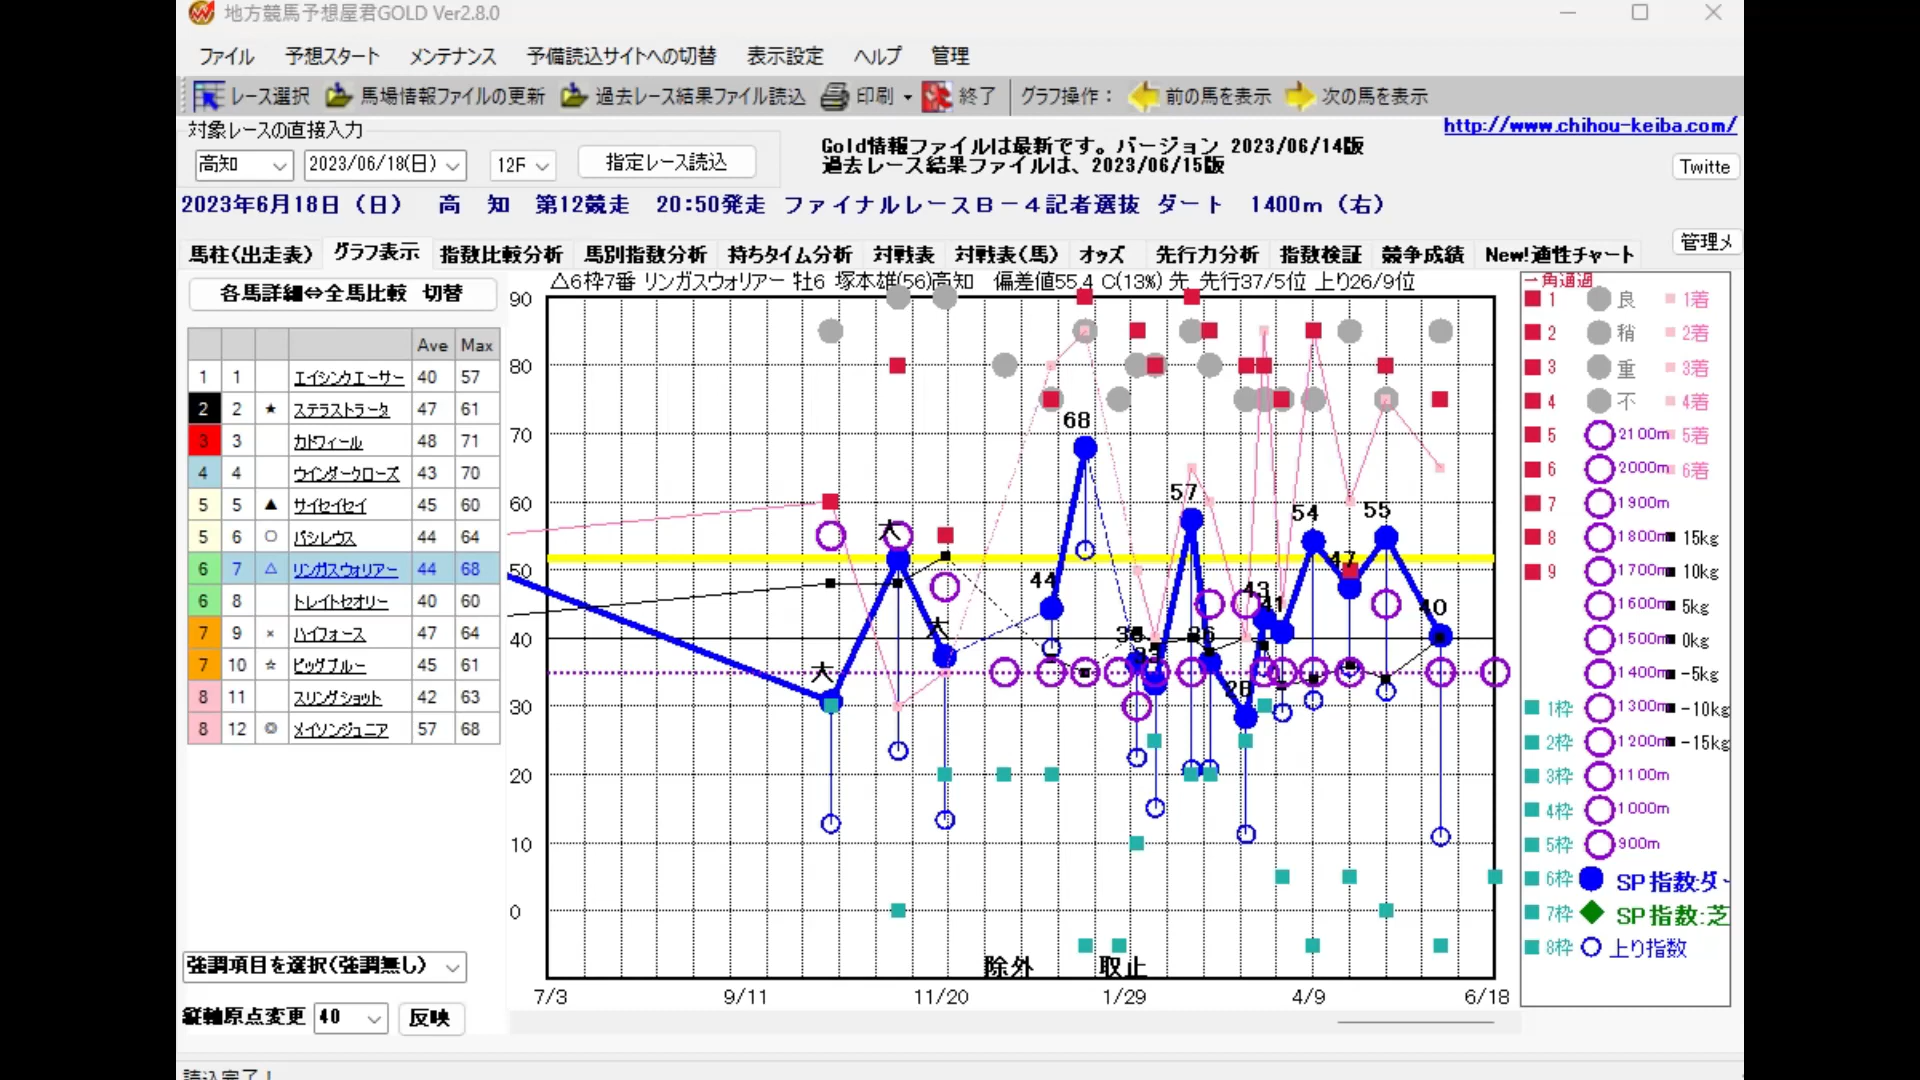 地方競馬予想屋君GOLD Ver2.8.0
ファイル 予想スタート メンテナンス 予備読込サイトへの切替 表示設定 ヘルプ 管理
レース選択 馬場情報ファイルの更新 過去レース結果ファイル読込 印刷 終了 グラフ操作： 前の馬を表示 次の馬を表示
対象レースの直接入力
http://www.chihou-keiba.com/
高知 2023/06/18(日) 12R 指定レース読込
Gold情報ファイルは最新です。バージョン 2023/06/14版
過去レース結果ファイルは、2023/06/15版
Twitte
2023年6月18日（日） 高 知 第12競走 20:50発走 ファイナルレースＢ－４記者選抜 ダート 1400m（右）
管理メ
馬柱(出走表) グラフ表示 指数比較分析 馬別指数分析 持ちタイム分析 対戦表 対戦表(馬) オッズ 先行力分析 指数検証 競争成績 New!適性チャート
各馬詳細⇔全馬比較 切替
△6枠7番 リンガスウォリアー 牡6 塚本雄(56)高知 偏差値55.4 C(13%) 先 先行37/5位 上り26/9位
Ave Max
1 1 エイシンクエーサー 40 57
2 2 ★ ステラストラータ 47 61
3 3 カドフィール 48 71
4 4 ウインダークローズ 43 70
5 5 ▲ サイセイセイ 45 60
5 6 ○ バシレウス 44 64
6 7 △ リンガスウォリアー 44 68
6 8 トレイトセオリー 40 60
7 9 × ハイフォース 47 64
7 10 ☆ ビッグブルー 45 61
8 11 スリングショット 42 63
8 12 ◎ メイソンジュニア 57 68
強調項目を選択(強調無し)
縦軸原点変更 40 反映
90
80
70
60
50
40
30
20
10
0
大 大 大 44 68 33 57 28 43 41 54 47 55 40
除外 取止
7/3 9/11 11/20 1/29 4/9 6/18
一角通過
1 良 1着
2 稍 2着
3 重 3着
4 不 4着
5 2100m 5着
6 2000m 6着
7 1900m
8 1800m 15kg
9 1700m 10kg
1600m 5kg
1500m 0kg
1400m -5kg
1枠 1300m -10kg
2枠 1200m -15kg
3枠 1100m
4枠 1000m
5枠 900m
6枠 SP指数:ダ
7枠 SP指数:芝
8枠 上り指数
読込完了！